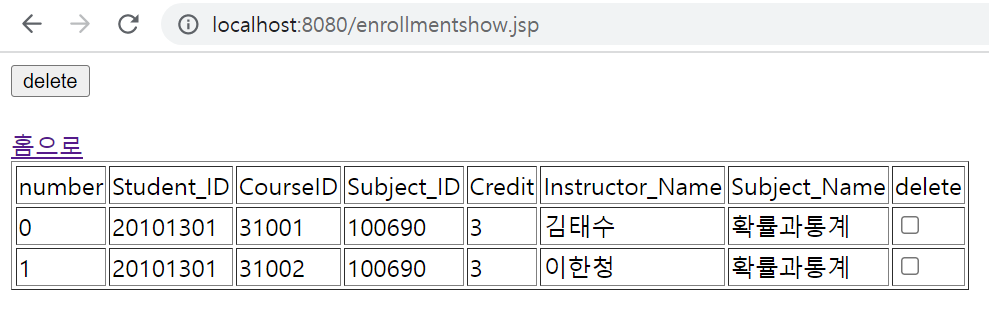 localhost:8080/enrollmentshow.jsp
delete
홈으로
number Student_ID CourseID Subject_ID Credit Instructor_Name Subject_Name delete
0 20101301 31001 100690 3 김태수 확률과통계
1 20101301 31002 100690 3 이한청 확률과통계